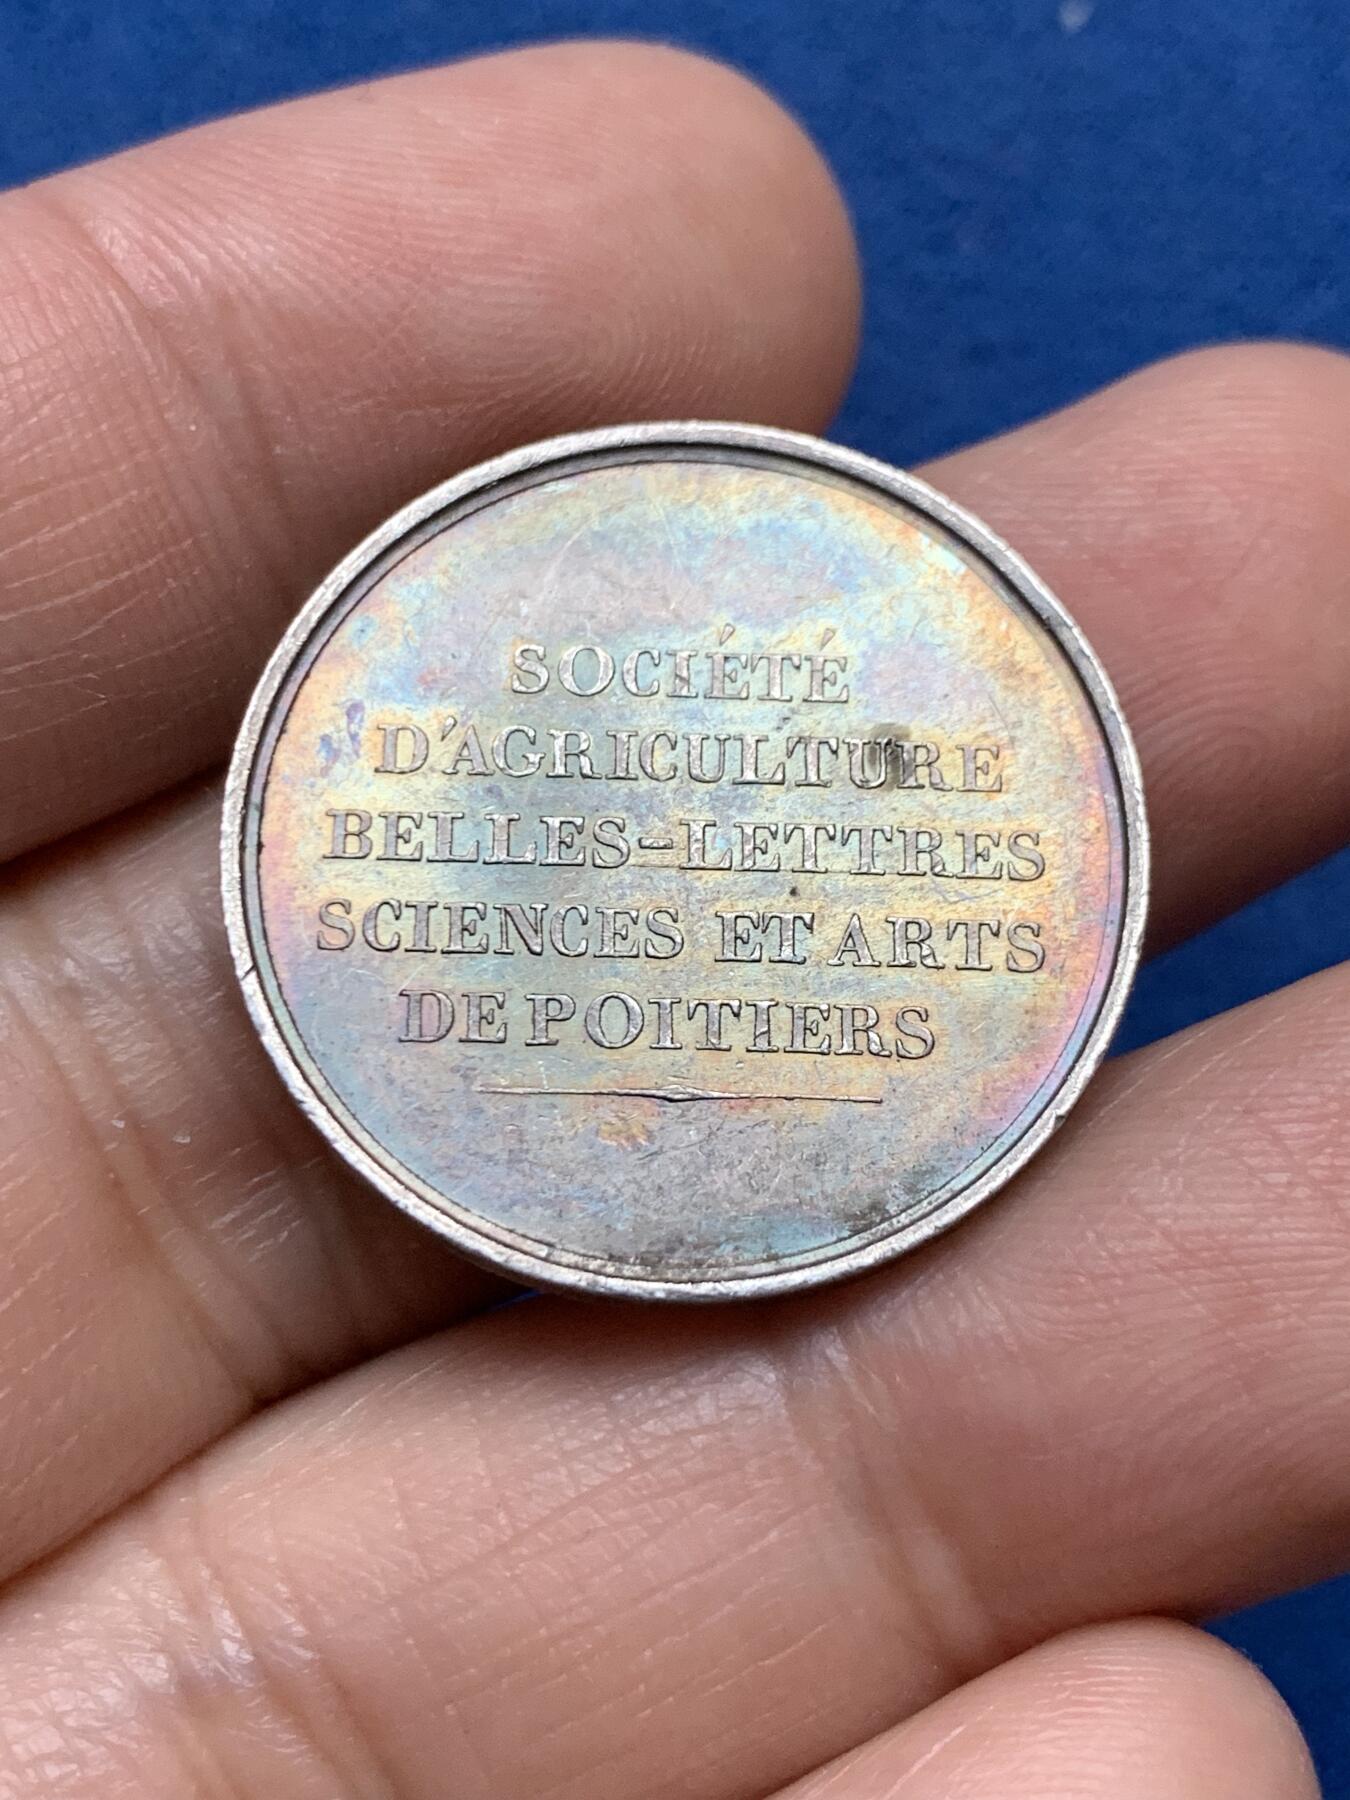 SOCIÉTÉ
D'AGRICULTURE
BELLES-LETTRES
SCIENCES ET ARTS
DE POITIERS